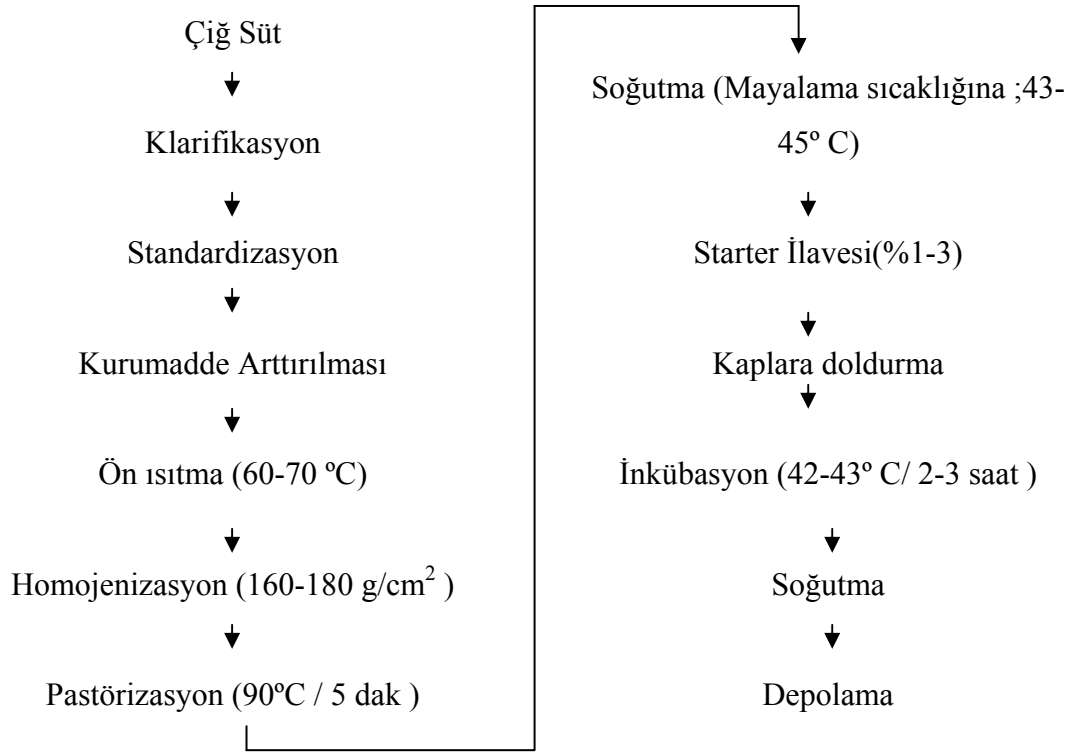 Çiğ Süt
Klarifikasyon
Standardizasyon
Kurumadde Arttırılması
Ön ısıtma (60-70 ºC)
Homojenizasyon (160-180 g/cm² )
Pastörizasyon (90ºC / 5 dak )
Soğutma (Mayalama sıcaklığına ;43-
45º C)
Starter İlavesi(%1-3)
Kaplara doldurma
İnkübasyon (42-43º C/ 2-3 saat )
Soğutma
Depolama